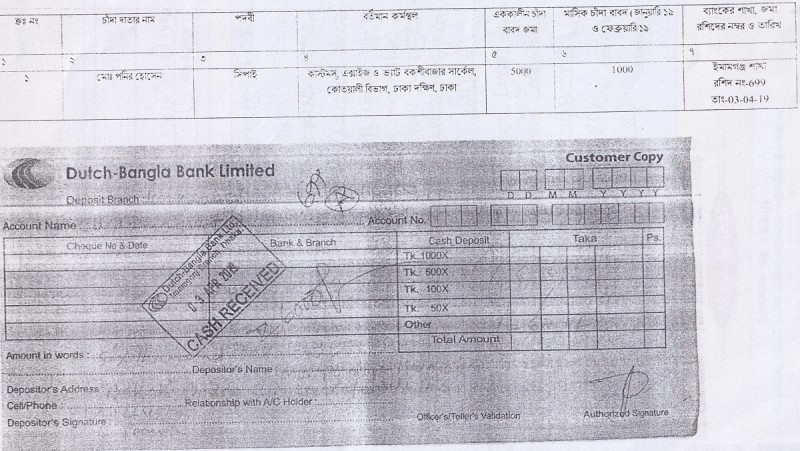 ক্রঃ নং
চাঁদা দাতার নাম
পদবী
বর্তমান কর্মস্থল
এককালীন চাঁদা
বাবদ জমা
মাসিক চাঁদা বাবদ (জানুয়ারি ১৯
ও ফেব্রুয়ারি ১৯
ব্যাংকের শাখা, জমা
রশিদের নম্বর ও তারিখ
১
২
৩
৪
৫
৬
৭
১
মোঃ পনির হোসেন
সিপাই
কাস্টমস, এক্সাইজ ও ভ্যাট বকশীবাজার সার্কেল,
কোতয়ালী বিভাগ, ঢাকা দক্ষিণ, ঢাকা
5000
1000
ইমামগঞ্জ শাখা
রশিদ নং-699
তাং-03-04-19
Dutch-Bangla Bank Limited
Customer Copy
Deposit Branch
D D M M Y Y Y Y
Account Name
Account No.
Cheque No & Date
Bank & Branch
Cash Deposit
Taka
Ps.
Tk. 1000X
Tk. 500X
Tk. 100X
Tk. 50X
Other
Total Amount
Dutch-Bangla Bank Ltd.
03 APR 2019
CASH RECEIVED
Amount in words :
Depositor's Name :
Depositor's Address :
Cell/Phone :
Relationship with A/C Holder :
Depositor's Signature :
Officer's/Teller's Validation
Authorized Signature